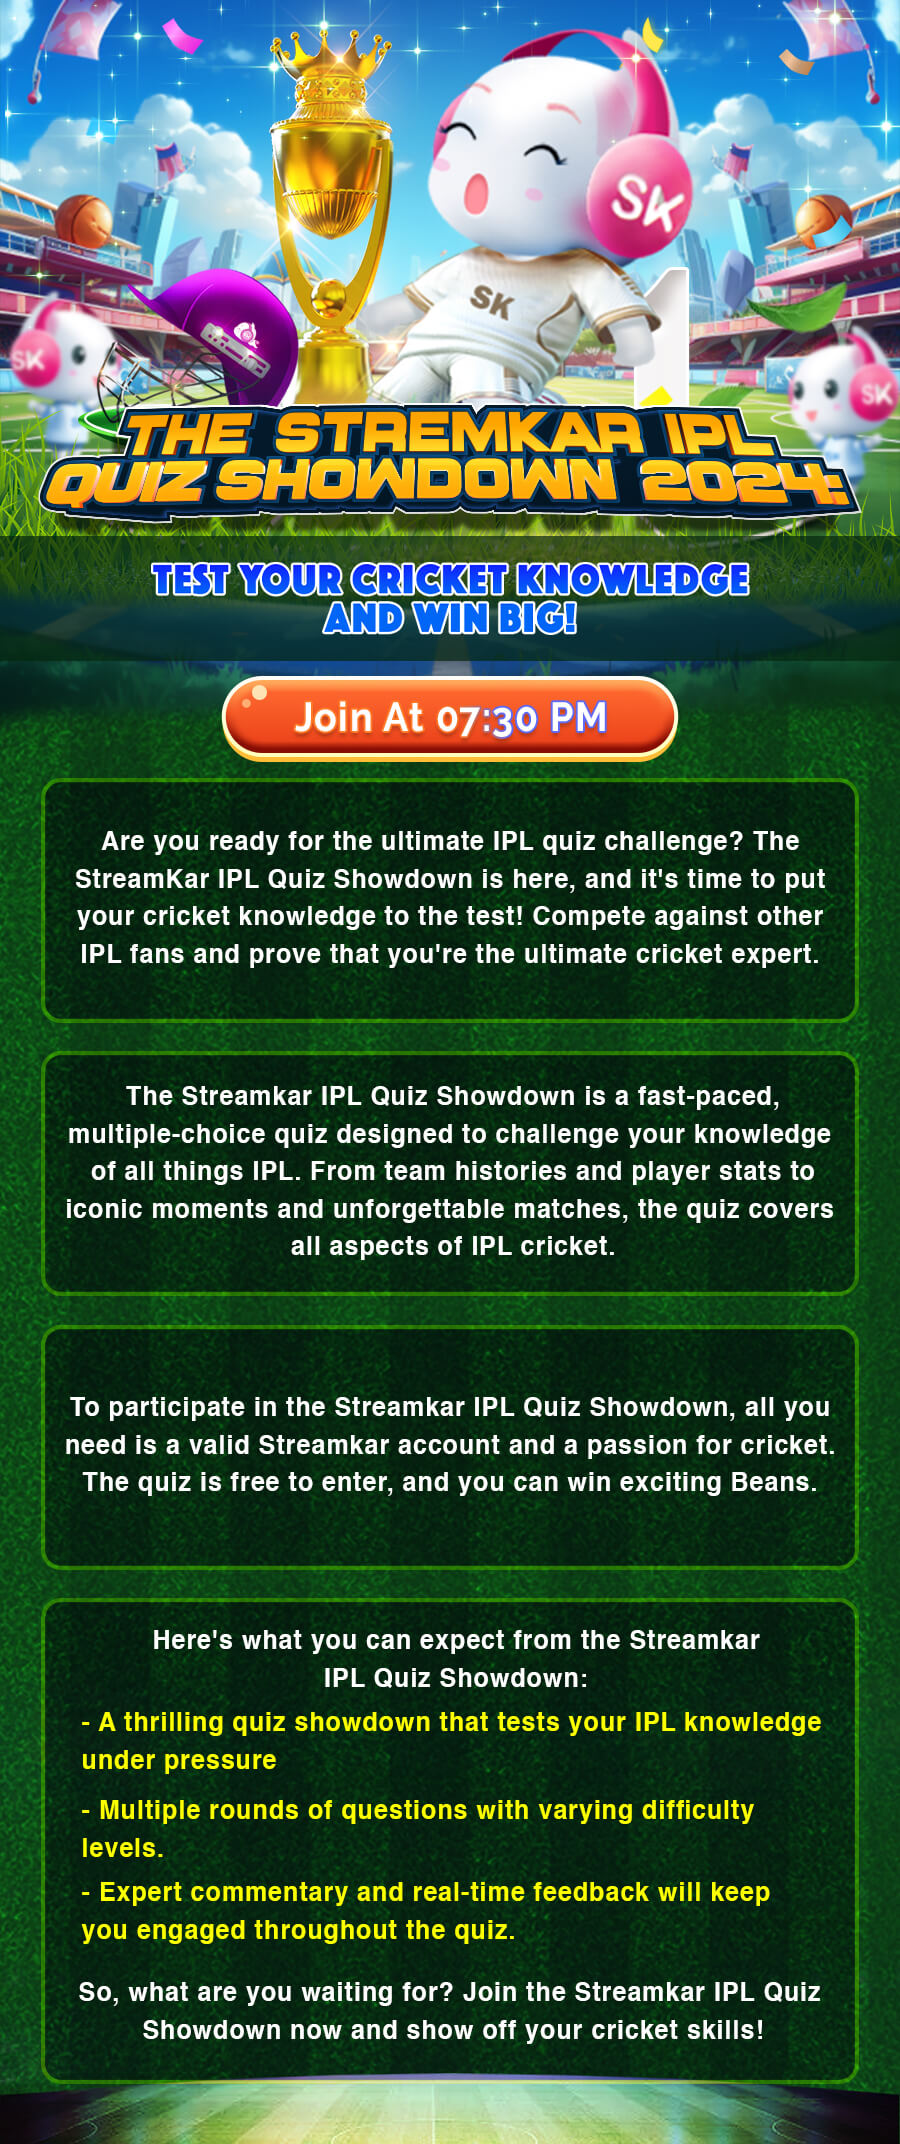 SK
SK
SK
SK
THE STREMKAR IPL
QUIZ SHOWDOWN 2024:
TEST YOUR CRICKET KNOWLEDGE
AND WIN BIG!
Join At 07:30 PM
Are you ready for the ultimate IPL quiz challenge? The
StreamKar IPL Quiz Showdown is here, and it's time to put
your cricket knowledge to the test! Compete against other
IPL fans and prove that you're the ultimate cricket expert.
The Streamkar IPL Quiz Showdown is a fast-paced,
multiple-choice quiz designed to challenge your knowledge
of all things IPL. From team histories and player stats to
iconic moments and unforgettable matches, the quiz covers
all aspects of IPL cricket.
To participate in the Streamkar IPL Quiz Showdown, all you
need is a valid Streamkar account and a passion for cricket.
The quiz is free to enter, and you can win exciting Beans.
Here's what you can expect from the Streamkar
IPL Quiz Showdown:
- A thrilling quiz showdown that tests your IPL knowledge
under pressure
- Multiple rounds of questions with varying difficulty
levels.
- Expert commentary and real-time feedback will keep
you engaged throughout the quiz.
So, what are you waiting for? Join the Streamkar IPL Quiz
Showdown now and show off your cricket skills!